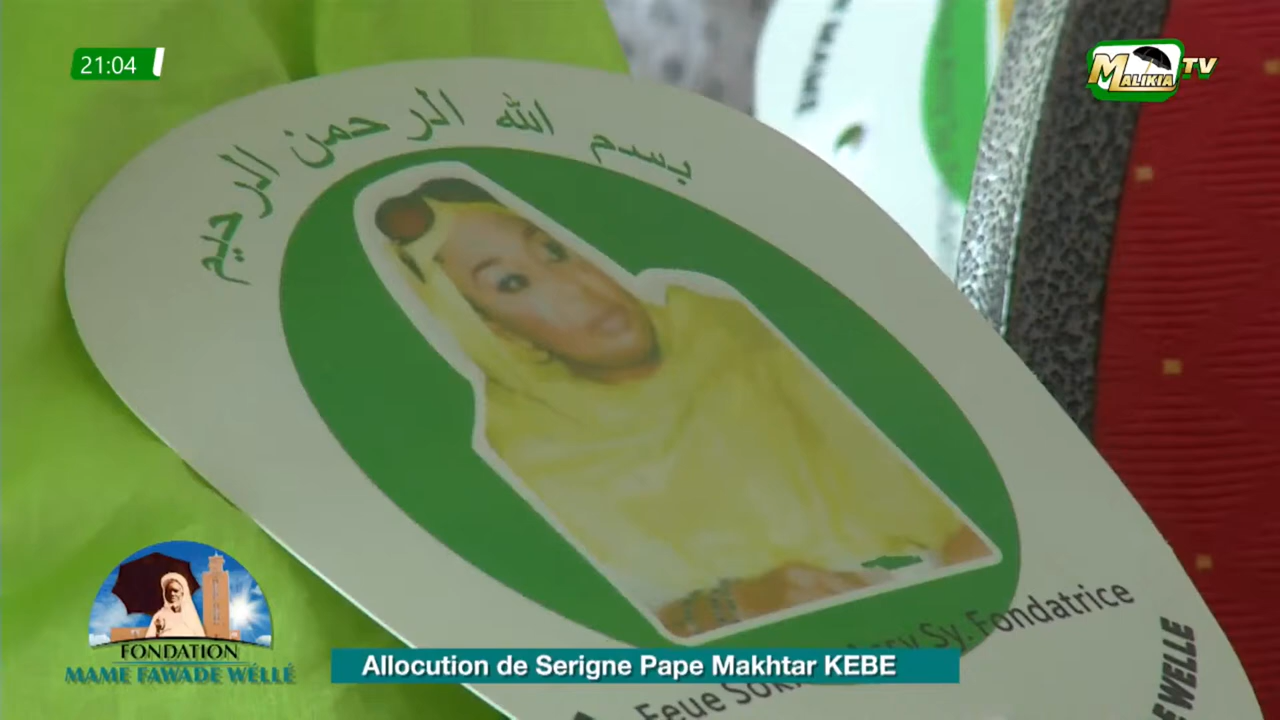 21:04
MALIKIA TV
بسم الله الرحمن الرحيم
Sy, Fondatrice
Feue
WELLE
FONDATION
MAME FAWADE WÉLLÉ
Allocution de Serigne Pape Makhtar KEBE